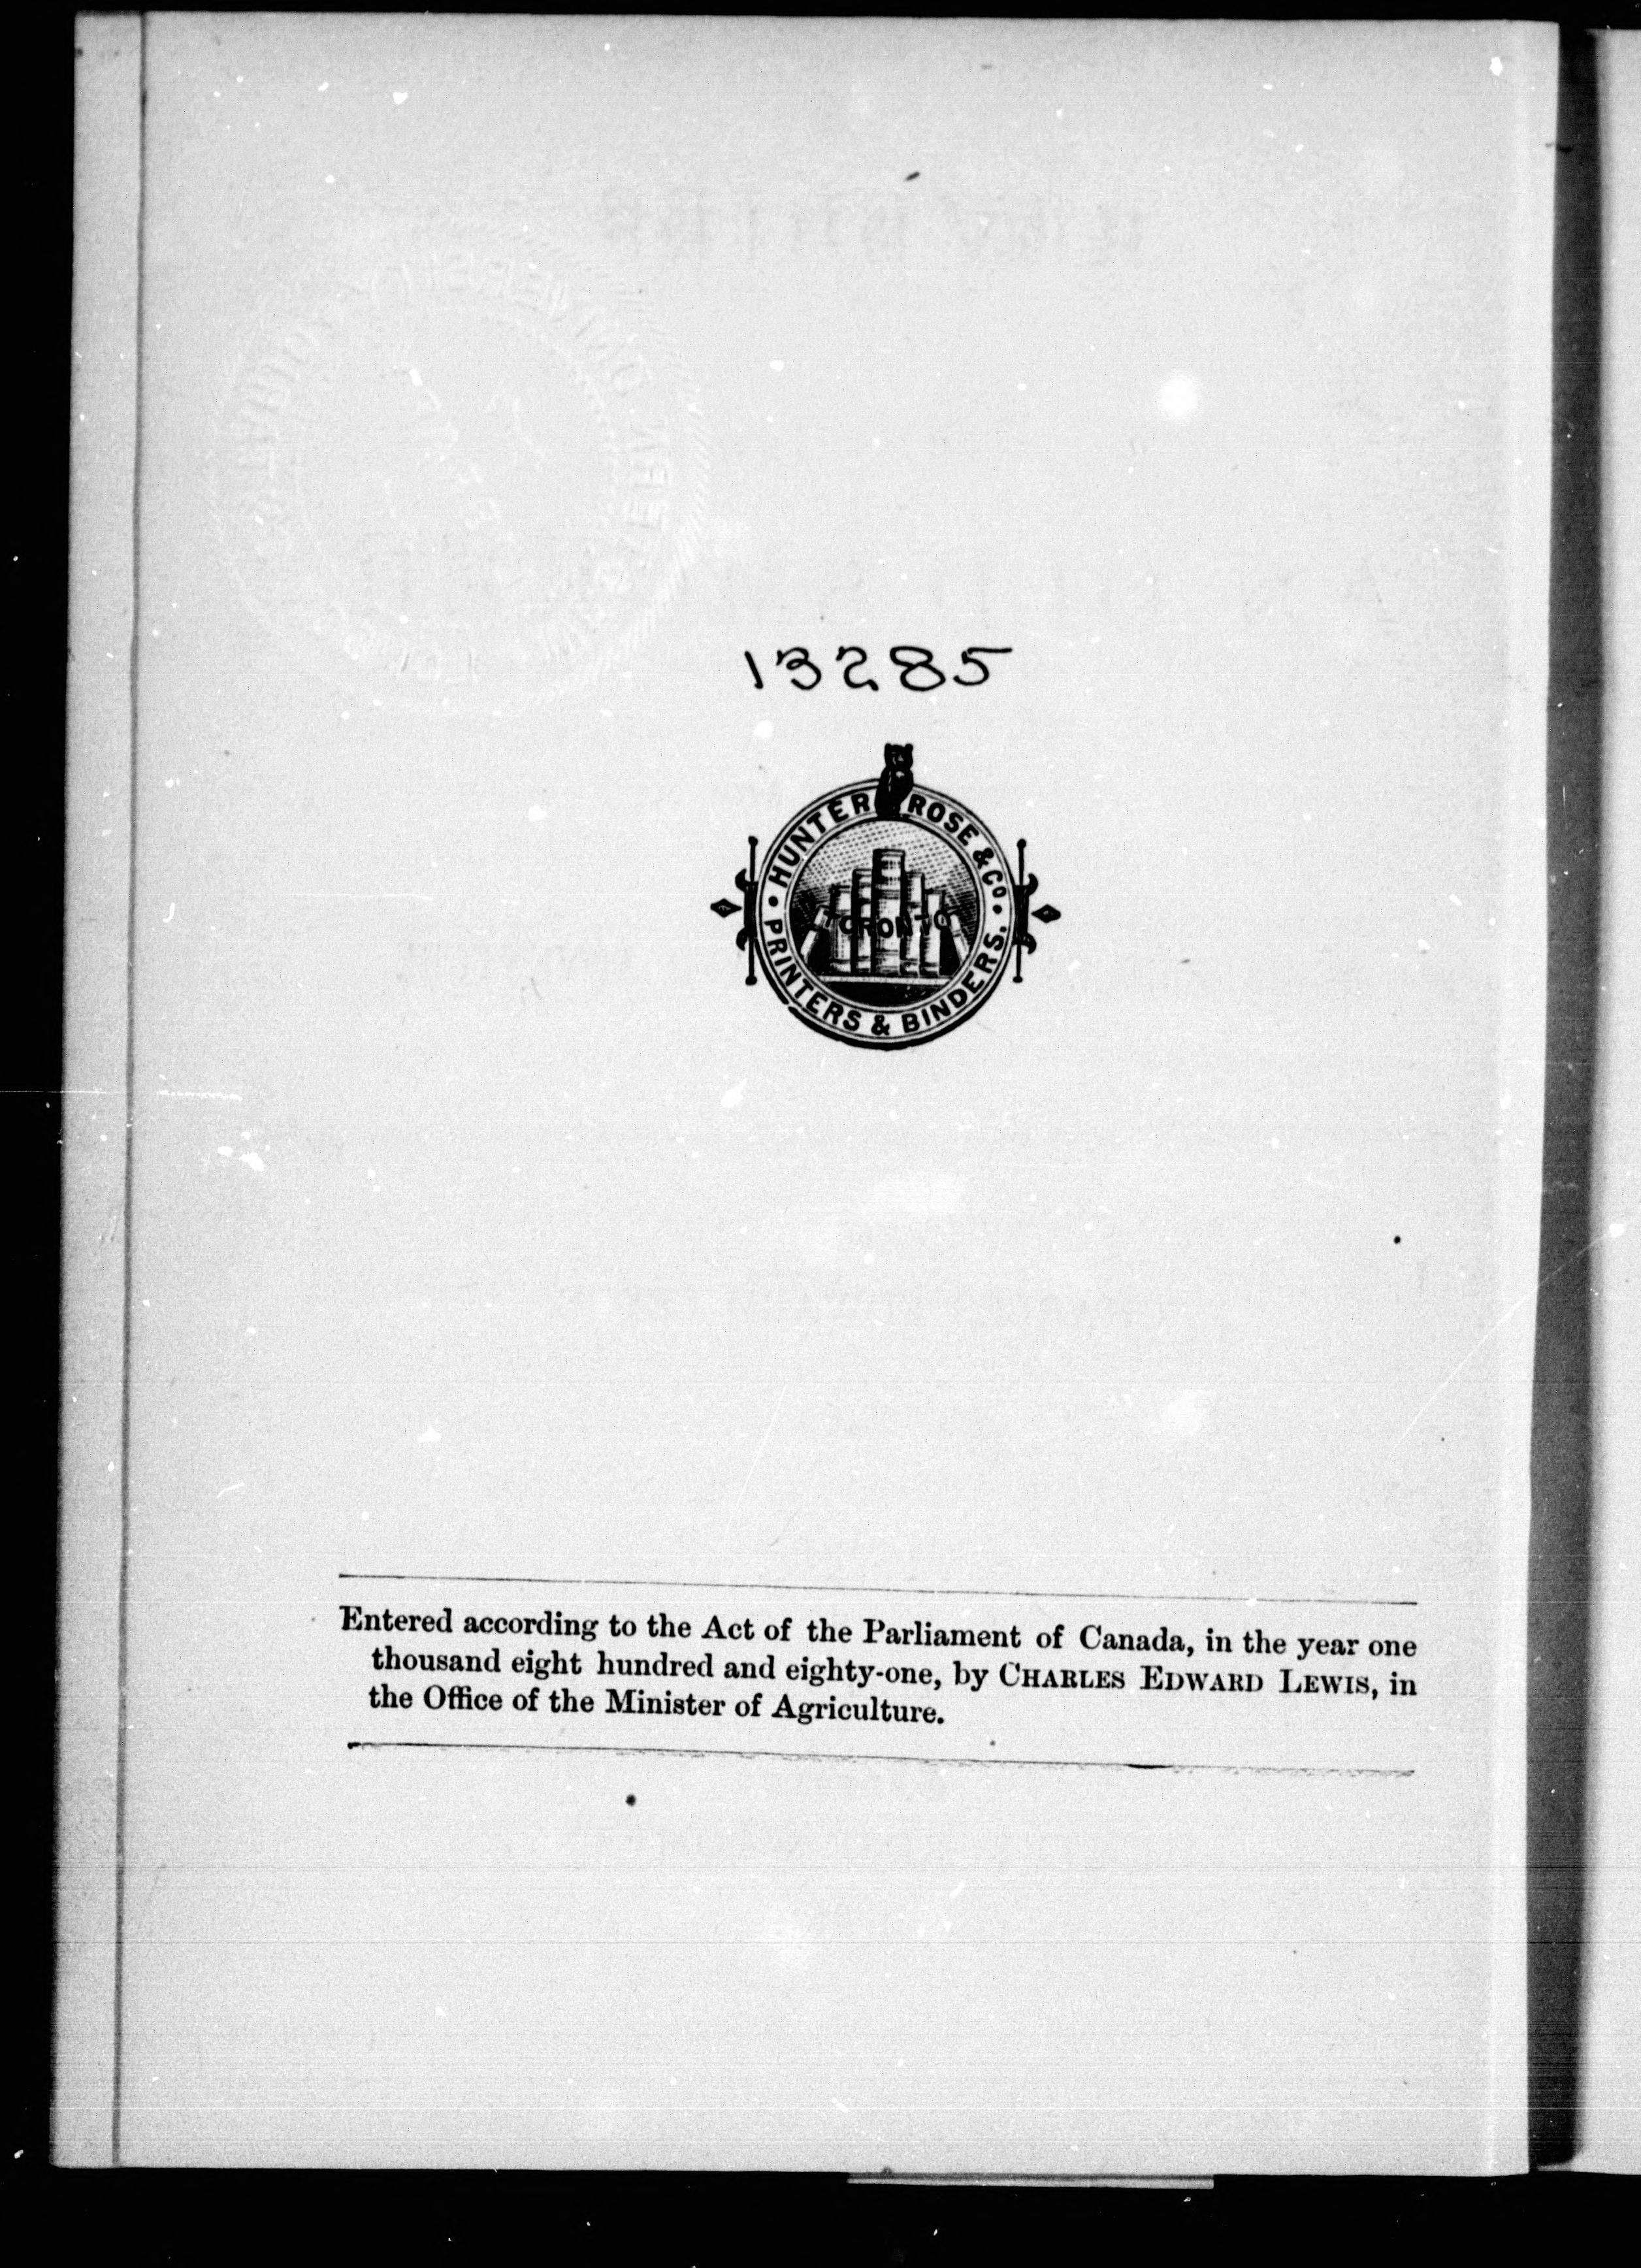 13285
HUNTER ROSE & Co.
TORONTO
PRINTERS & BINDERS.
Entered according to the Act of the Parliament of Canada, in the year one
thousand eight hundred and eighty-one, by CHARLES EDWARD LEWIS, in
the Office of the Minister of Agriculture.